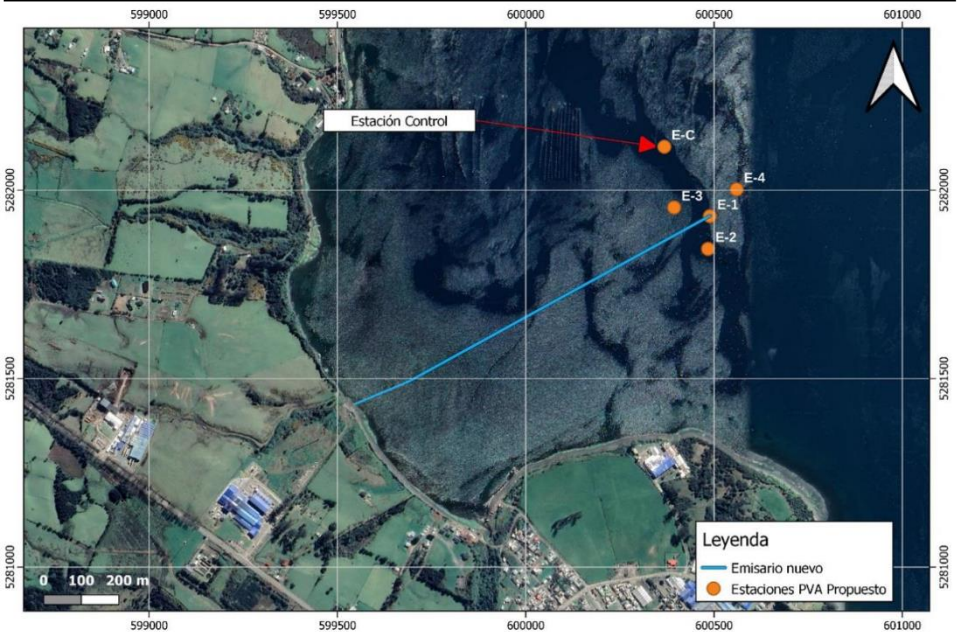 599000 599500 600000 600500 601000
Estación Control
E-C
5282000 5282000
E-4
E-3
E-1
E-2
5281500 5281500
Leyenda
Emisario nuevo
Estaciones PVA Propuesto
0 100 200 m
5281000 5281000
599000 599500 600000 600500 601000